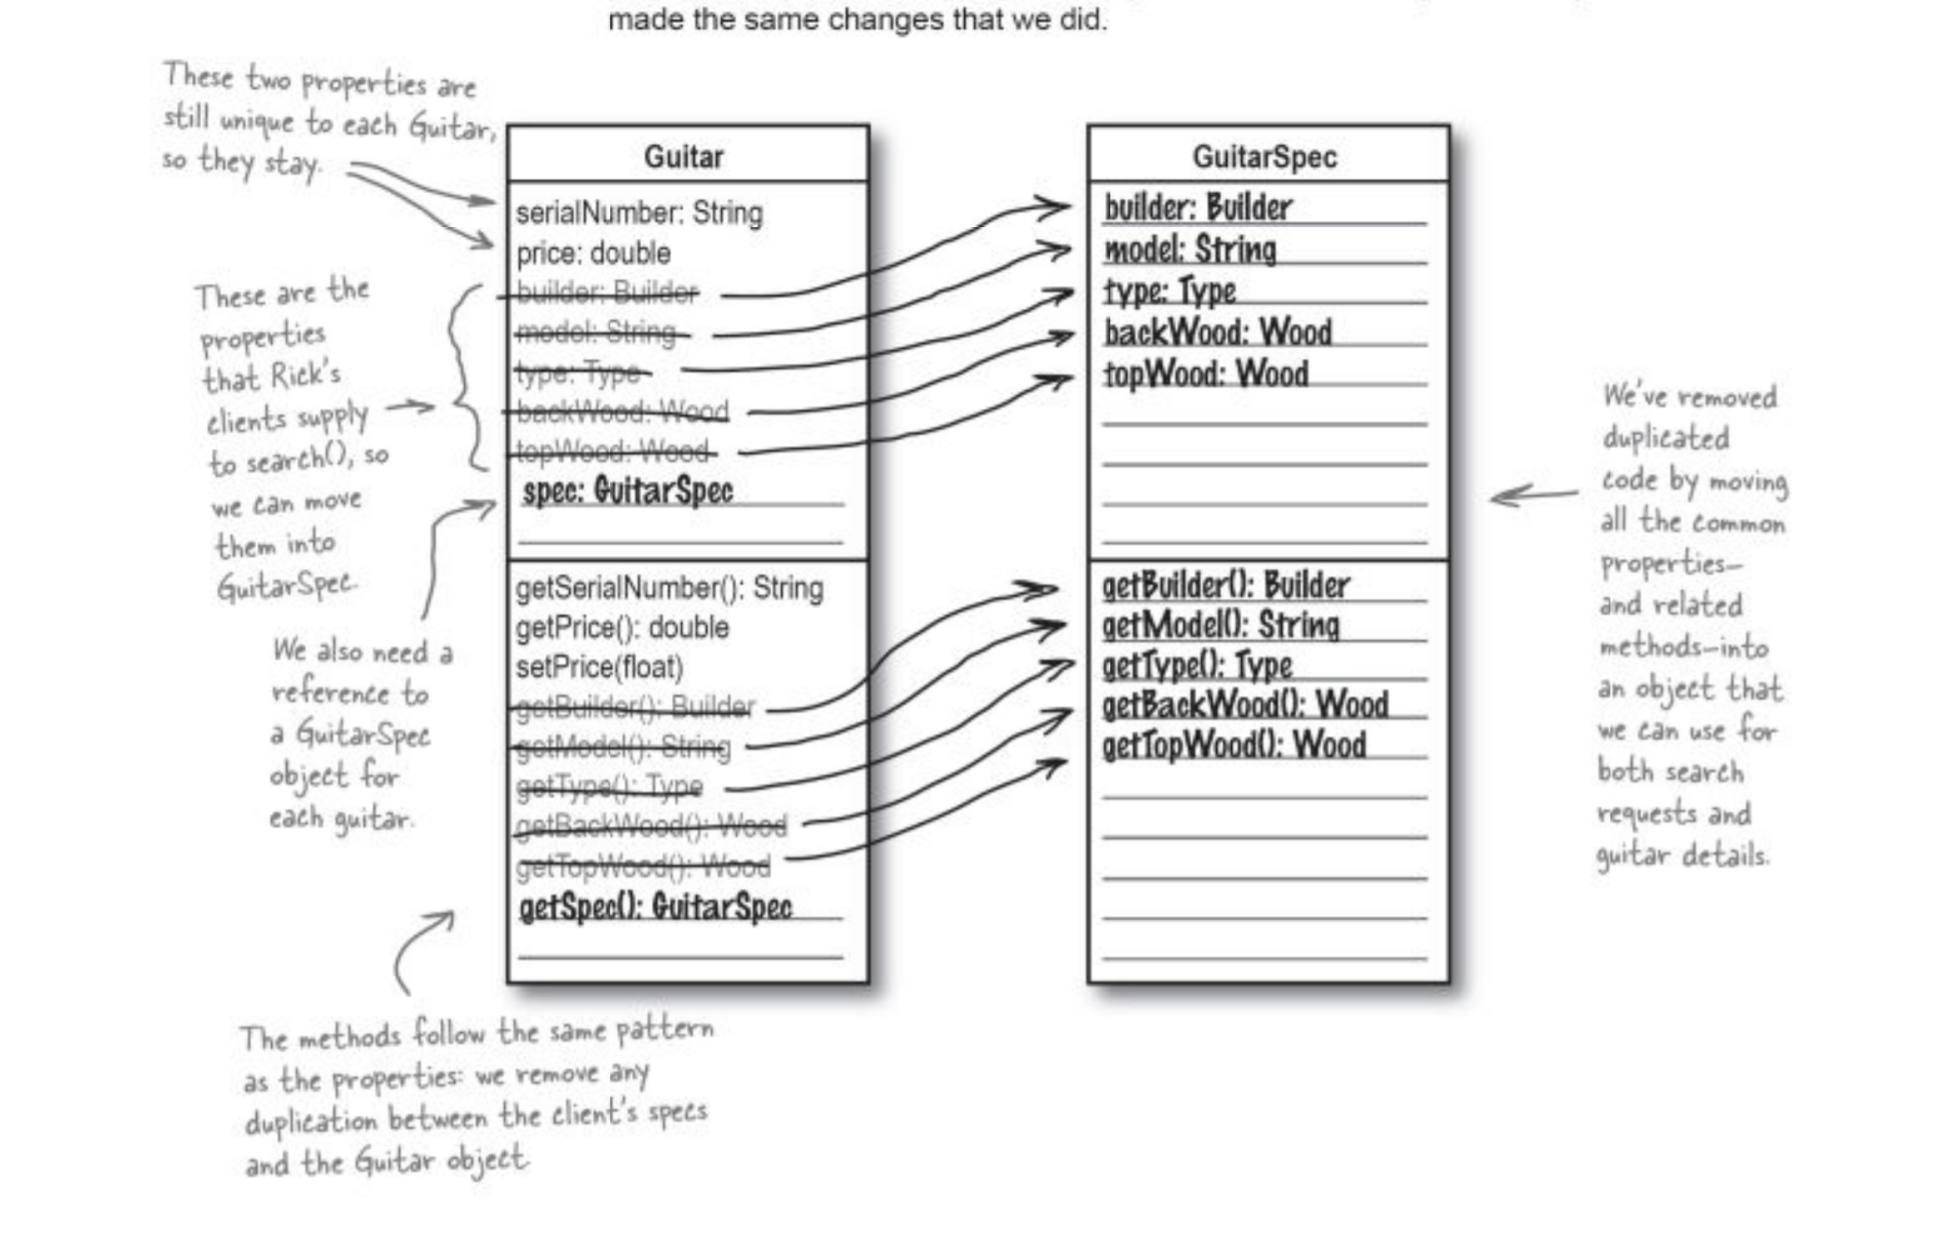 made the same changes that we did.
These two properties are
still unique to each Guitar,
so they stay.
These are the
properties
that Rick's
clients supply
to search(), so
we can move
them into
GuitarSpec.
We also need a
reference to
a GuitarSpec
object for
each guitar.
Guitar
serialNumber: String
price: double
builder: Builder
model: String
type: Type
backWood: Wood
topWood: Wood
spec: GuitarSpec
getSerialNumber(): String
getPrice(): double
setPrice(float)
getBuilder(): Builder
getModel(): String
getType(): Type
getBackWood(): Wood
getTopWood(): Wood
getSpec(): GuitarSpec
GuitarSpec
builder: Builder
model: String
type: Type
backWood: Wood
topWood: Wood
getBuilder(): Builder
getModel(): String
getType(): Type
getBackWood(): Wood
getTopWood(): Wood
We've removed
duplicated
code by moving
all the common
properties—
and related
methods—into
an object that
we can use for
both search
requests and
guitar details.
The methods follow the same pattern
as the properties: we remove any
duplication between the client's specs
and the Guitar object.